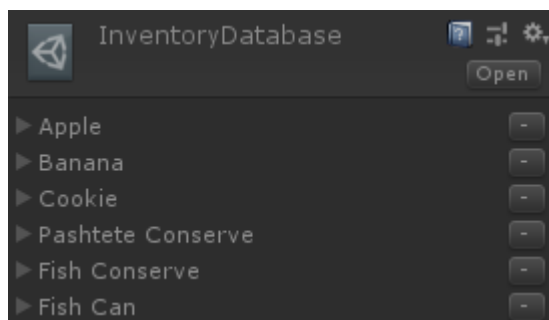 InventoryDatabase
Open
Apple -
Banana -
Cookie -
Pashtete Conserve -
Fish Conserve -
Fish Can -